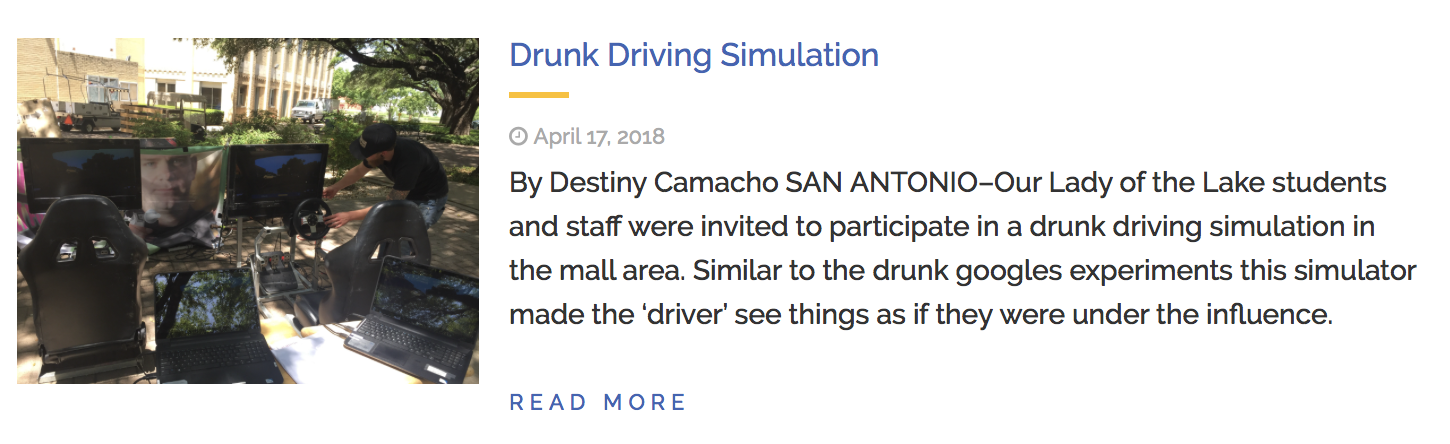 Drunk Driving Simulation
April 17, 2018
By Destiny Camacho SAN ANTONIO–Our Lady of the Lake students
and staff were invited to participate in a drunk driving simulation in
the mall area. Similar to the drunk googles experiments this simulator
made the ‘driver’ see things as if they were under the influence.
READ MORE